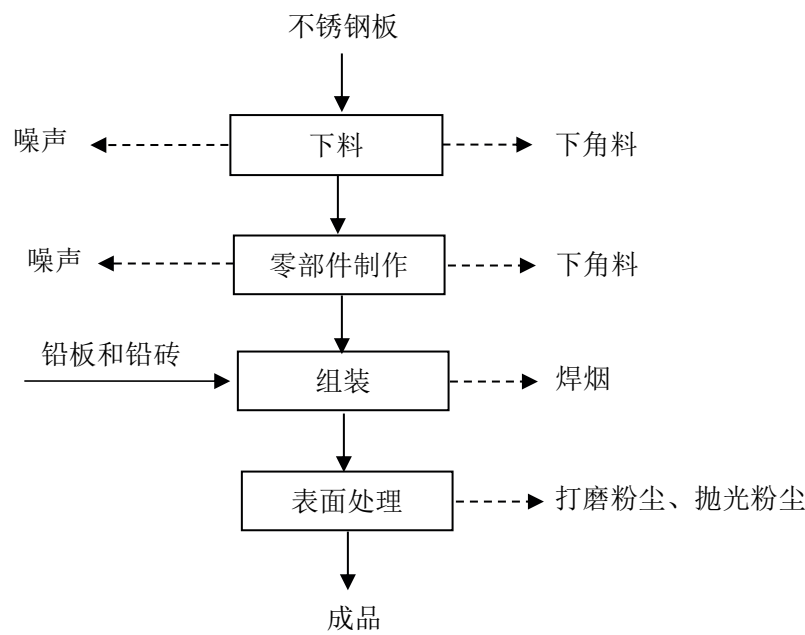 不锈钢板
噪声
下料
下角料
噪声
零部件制作
下角料
铅板和铅砖
组装
焊烟
表面处理
打磨粉尘、抛光粉尘
成品